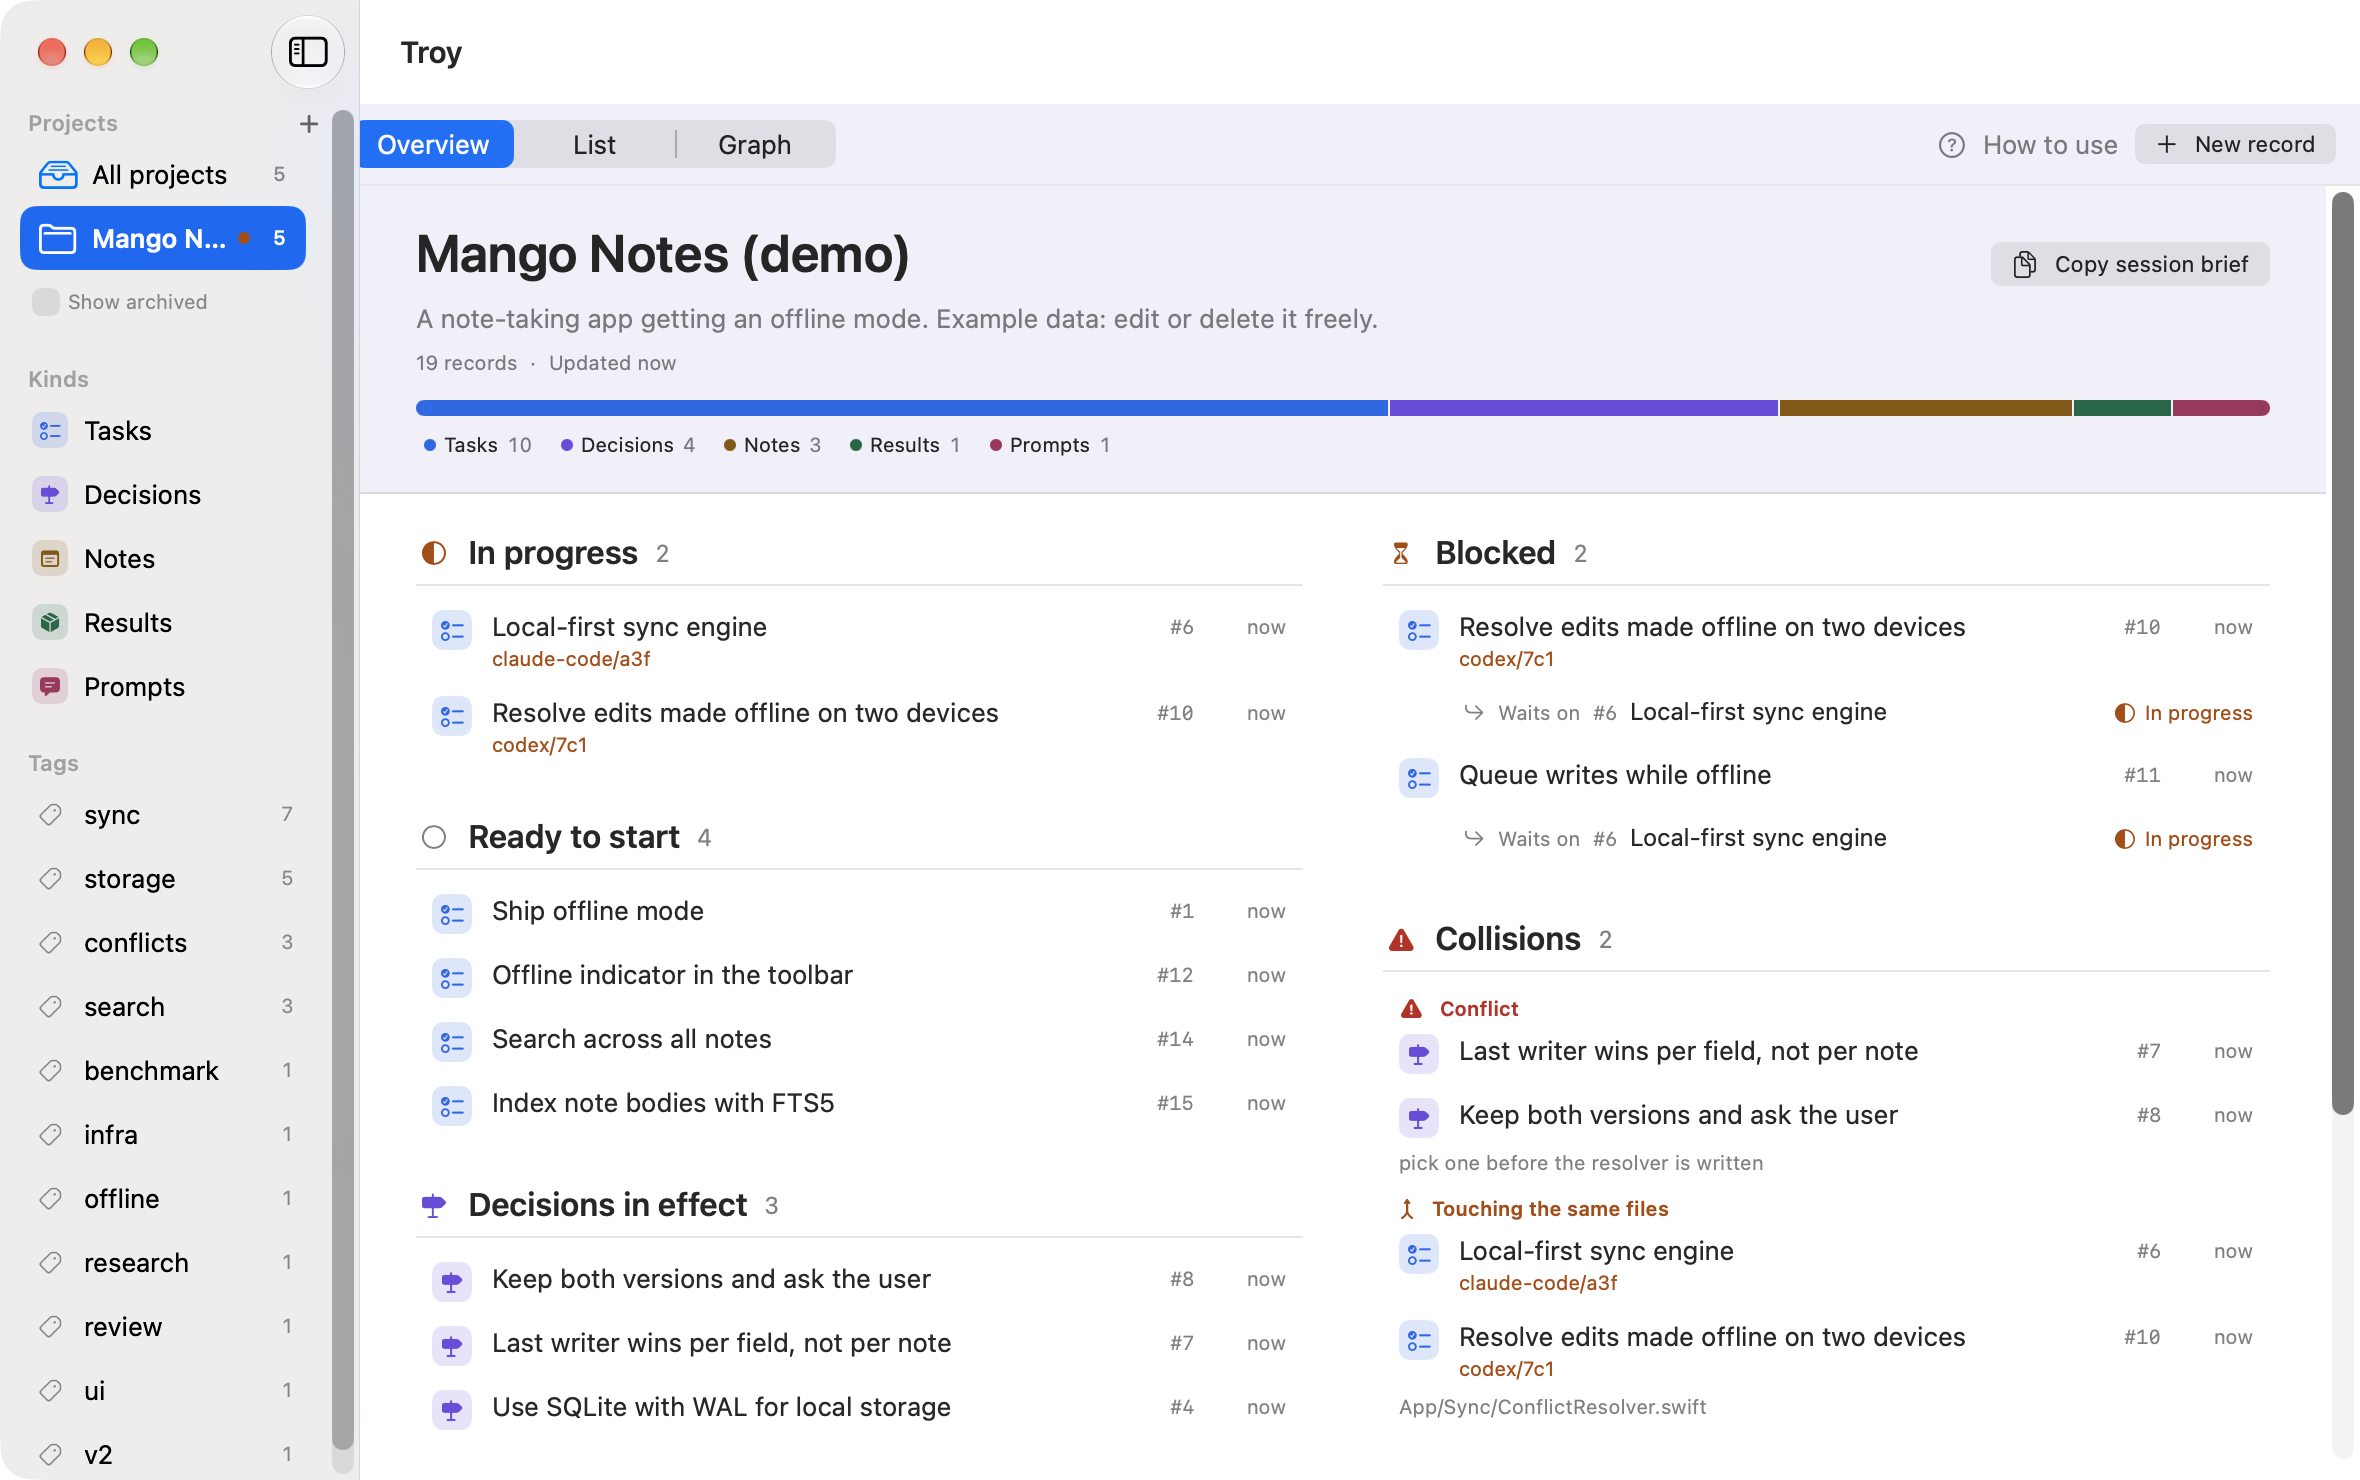 Troy
Projects
All projects 5
Mango N... 5
Show archived
Kinds
Tasks
Decisions
Notes
Results
Prompts
Tags
sync 7
storage 5
conflicts 3
search 3
benchmark 1
infra 1
offline 1
research 1
review 1
ui 1
v2 1
Overview List Graph
How to use New record
Mango Notes (demo)
Copy session brief
A note-taking app getting an offline mode. Example data: edit or delete it freely.
19 records · Updated now
Tasks 10 Decisions 4 Notes 3 Results 1 Prompts 1
In progress 2
Local-first sync engine #6 now
claude-code/a3f
Resolve edits made offline on two devices #10 now
codex/7c1
Ready to start 4
Ship offline mode #1 now
Offline indicator in the toolbar #12 now
Search across all notes #14 now
Index note bodies with FTS5 #15 now
Decisions in effect 3
Keep both versions and ask the user #8 now
Last writer wins per field, not per note #7 now
Use SQLite with WAL for local storage #4 now
Blocked 2
Resolve edits made offline on two devices #10 now
codex/7c1
Waits on #6 Local-first sync engine In progress
Queue writes while offline #11 now
Waits on #6 Local-first sync engine In progress
Collisions 2
Conflict
Last writer wins per field, not per note #7 now
Keep both versions and ask the user #8 now
pick one before the resolver is written
Touching the same files
Local-first sync engine #6 now
claude-code/a3f
Resolve edits made offline on two devices #10 now
codex/7c1
App/Sync/ConflictResolver.swift